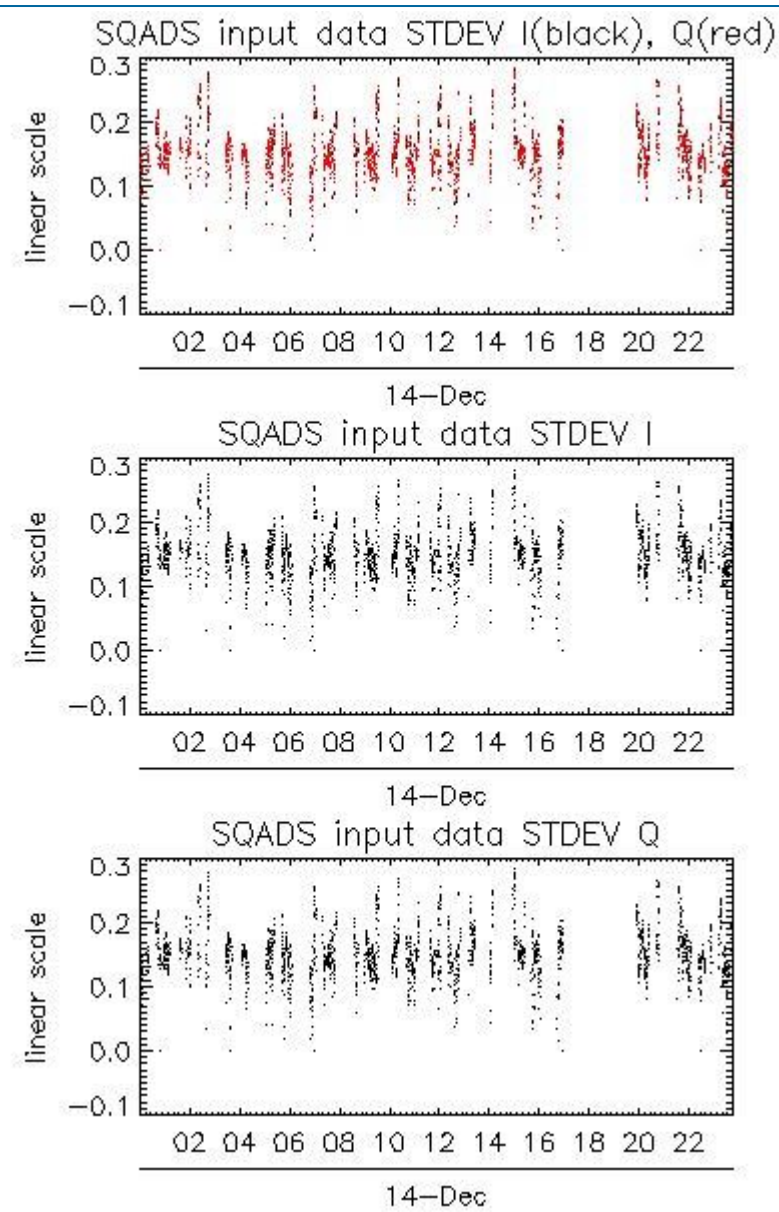 SQADS input data STDEV I(black), Q(red)
0.3
0.2
0.1
0.0
−0.1
linear scale
02 04 06 08 10 12 14 16 18 20 22
14−Dec
SQADS input data STDEV I
0.3
0.2
0.1
0.0
−0.1
linear scale
02 04 06 08 10 12 14 16 18 20 22
14−Dec
SQADS input data STDEV Q
0.3
0.2
0.1
0.0
−0.1
linear scale
02 04 06 08 10 12 14 16 18 20 22
14−Dec